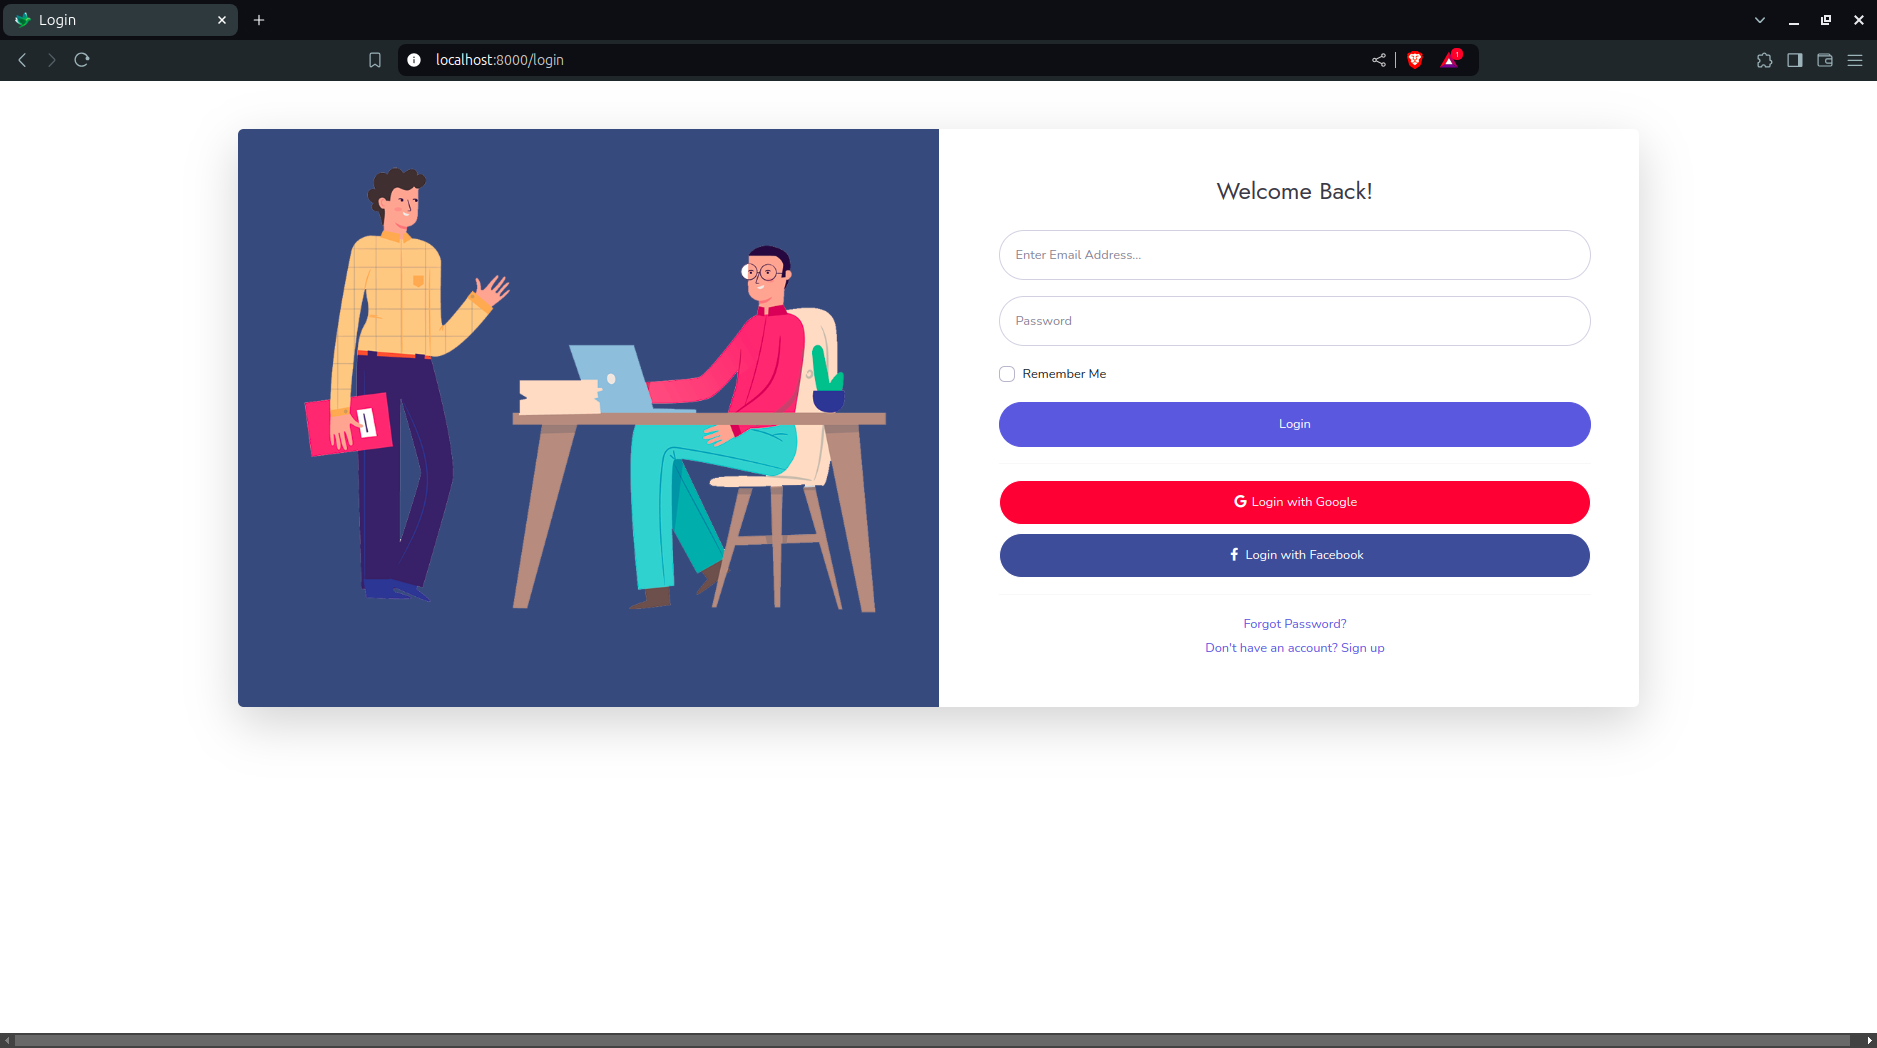 Login
localhost:8000/login
1
Welcome Back!
Enter Email Address...
Password
Remember Me
Login
Login with Google
Login with Facebook
Forgot Password?
Don't have an account? Sign up